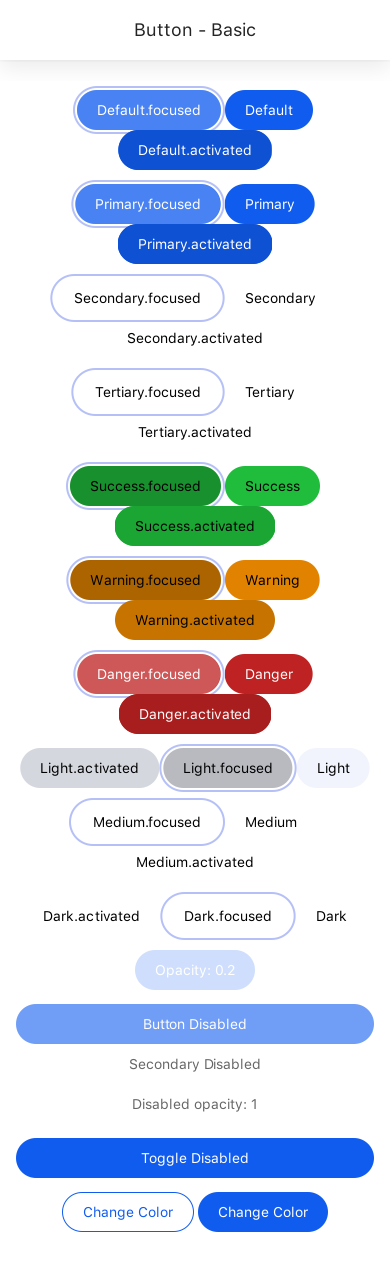 Button - Basic
Default.focused Default
Default.activated
Primary.focused Primary
Primary.activated
Secondary.focused Secondary
Secondary.activated
Tertiary.focused Tertiary
Tertiary.activated
Success.focused Success
Success.activated
Warning.focused Warning
Warning.activated
Danger.focused Danger
Danger.activated
Light.activated Light.focused Light
Medium.focused Medium
Medium.activated
Dark.activated Dark.focused Dark
Opacity: 0.2
Button Disabled
Secondary Disabled
Disabled opacity: 1
Toggle Disabled
Change Color Change Color